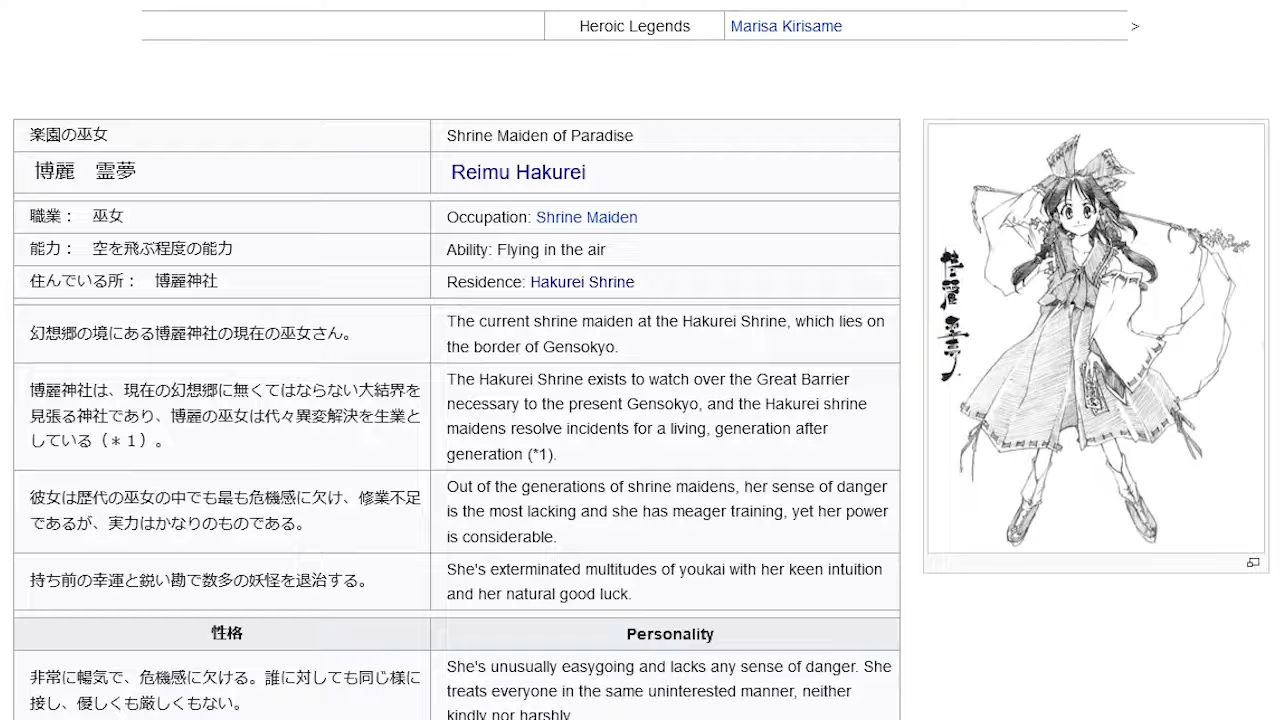 Heroic Legends Marisa Kirisame >
楽園の巫女 Shrine Maiden of Paradise
博麗 霊夢 Reimu Hakurei
職業： 巫女 Occupation: Shrine Maiden
能力： 空を飛ぶ程度の能力 Ability: Flying in the air
住んでいる所： 博麗神社 Residence: Hakurei Shrine
幻想郷の境にある博麗神社の現在の巫女さん。
The current shrine maiden at the Hakurei Shrine, which lies on
the border of Gensokyo.
博麗神社は、現在の幻想郷に無くてはならない大結界を
見張る神社であり、博麗の巫女は代々異変解決を生業と
している（＊１）。
The Hakurei Shrine exists to watch over the Great Barrier
necessary to the present Gensokyo, and the Hakurei shrine
maidens resolve incidents for a living, generation after
generation (*1).
彼女は歴代の巫女の中でも最も危機感に欠け、修業不足
であるが、実力はかなりのものである。
Out of the generations of shrine maidens, her sense of danger
is the most lacking and she has meager training, yet her power
is considerable.
持ち前の幸運と鋭い勘で数多の妖怪を退治する。
She's exterminated multitudes of youkai with her keen intuition
and her natural good luck.
性格 Personality
非常に暢気で、危機感に欠ける。誰に対しても同じ様に
接し、優しくも厳しくもない。
She's unusually easygoing and lacks any sense of danger. She
treats everyone in the same uninterested manner, neither
kindly nor harshly.
博麗霊夢